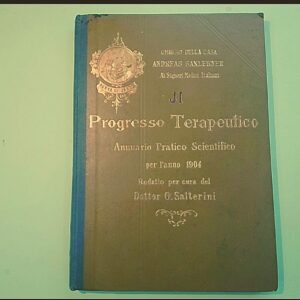 OMAGGIO DELLA CASA
ANDREAS SAXLEHNER
Ai Signori Medici Italiani
Il
Progresso Terapeutico
Annuario Pratico Scientifico
per l'anno 1904
Redatto per cura del
Dottor G. Salterini